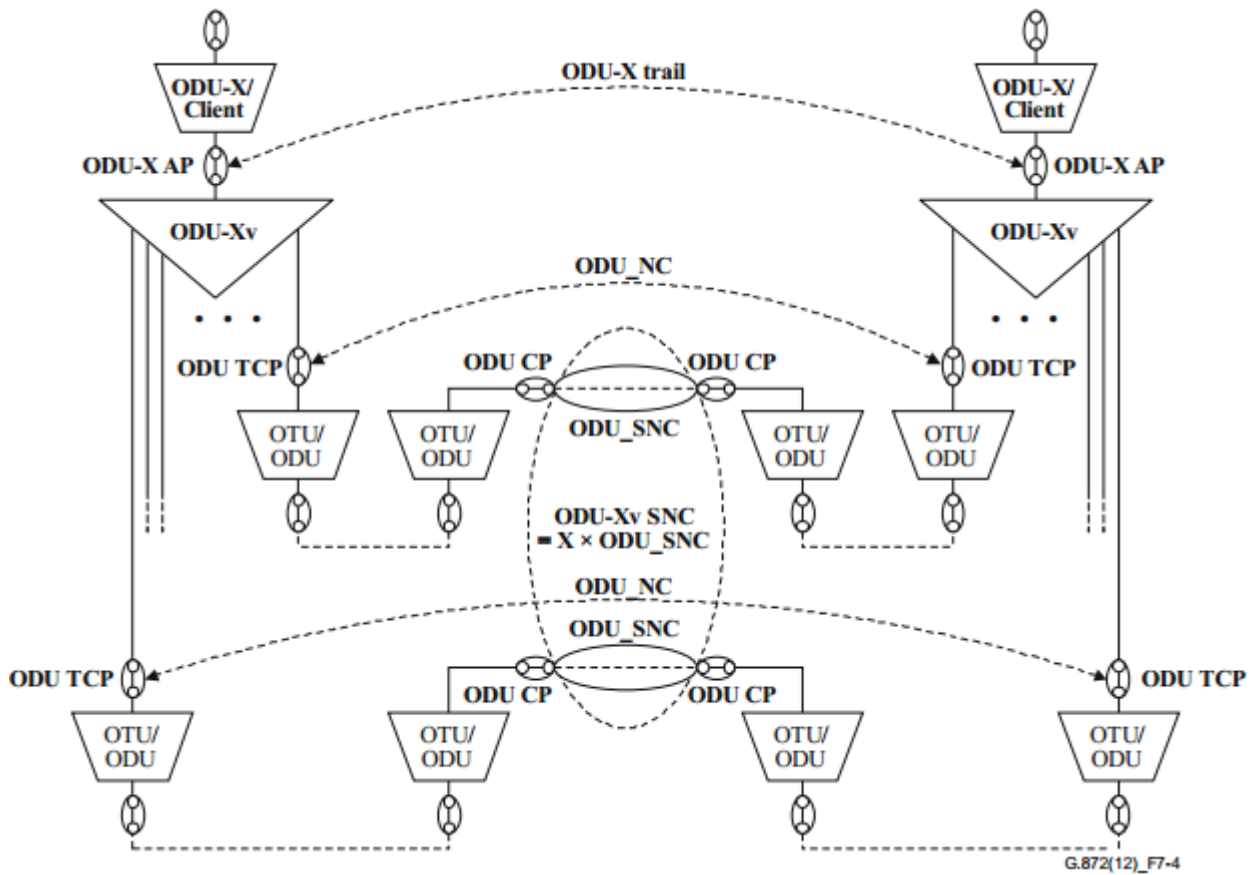 ODU-X/
Client
ODU-X trail
ODU-X/
Client
ODU-X AP
ODU-X AP
ODU-Xv
ODU-Xv
ODU_NC
• • •
• • •
ODU TCP
ODU CP
ODU CP
ODU TCP
OTU/
ODU
OTU/
ODU
ODU_SNC
OTU/
ODU
OTU/
ODU
ODU-Xv SNC
= X × ODU_SNC
ODU_NC
ODU_SNC
ODU TCP
ODU CP
ODU CP
ODU TCP
OTU/
ODU
OTU/
ODU
OTU/
ODU
OTU/
ODU
G.872(12)_F7-4